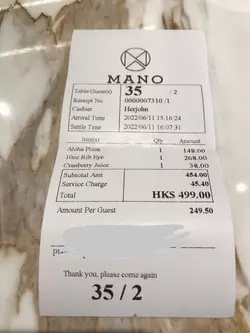 MANO
Table/Guest(s) 35 / 2
Receipt No. 0000007310 /1
Cashier Heejohn
Arrival Time 2022/06/11 15:16:24
Settle Time 2022/06/11 16:07:31
Item(s) Qty Amount
Aloha Pizza 1 148.00
10oz Rib Eye 1 268.00
Cranberry Juice 1 38.00
Subtotal Amt 454.00
Service Charge 45.40
Total HK$ 499.00
Amount Per Guest 249.50
Thank you, please come again
35 / 2